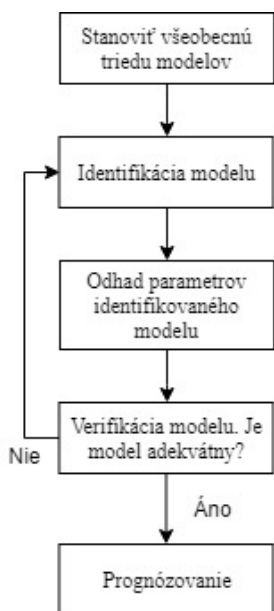 Stanoviť všeobecnú
triedu modelov
Identifikácia modelu
Odhad parametrov
identifikovaného
modelu
Verifikácia modelu. Je
model adekvátny?
Nie
Áno
Prognózovanie